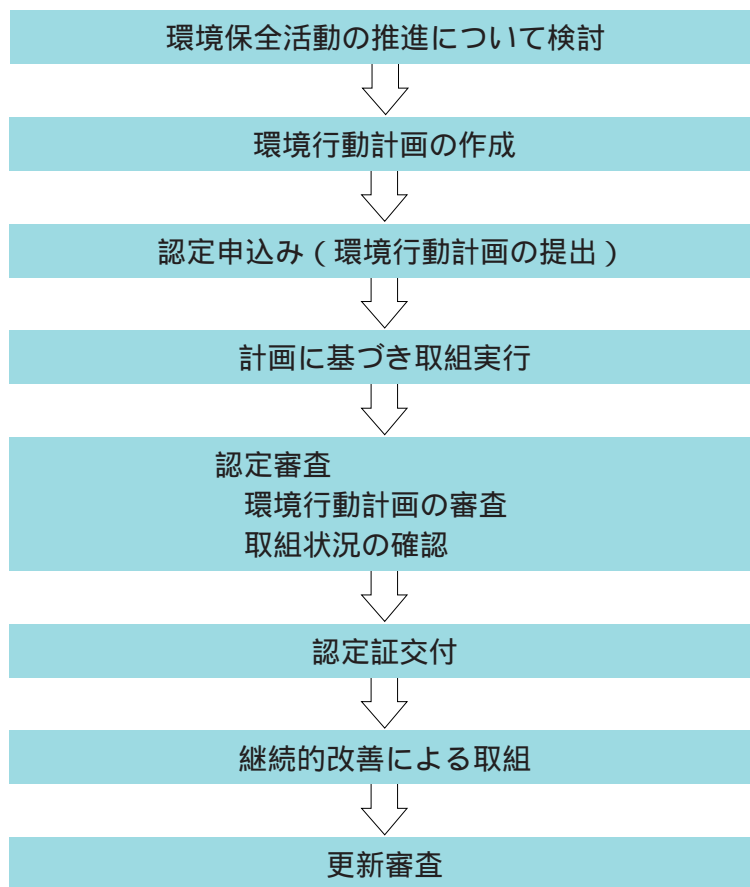 環境保全活動の推進について検討
環境行動計画の作成
認定申込み(環境行動計画の提出)
計画に基づき取組実行
認定審査
環境行動計画の審査
取組状況の確認
認定証交付
継続的改善による取組
更新審査